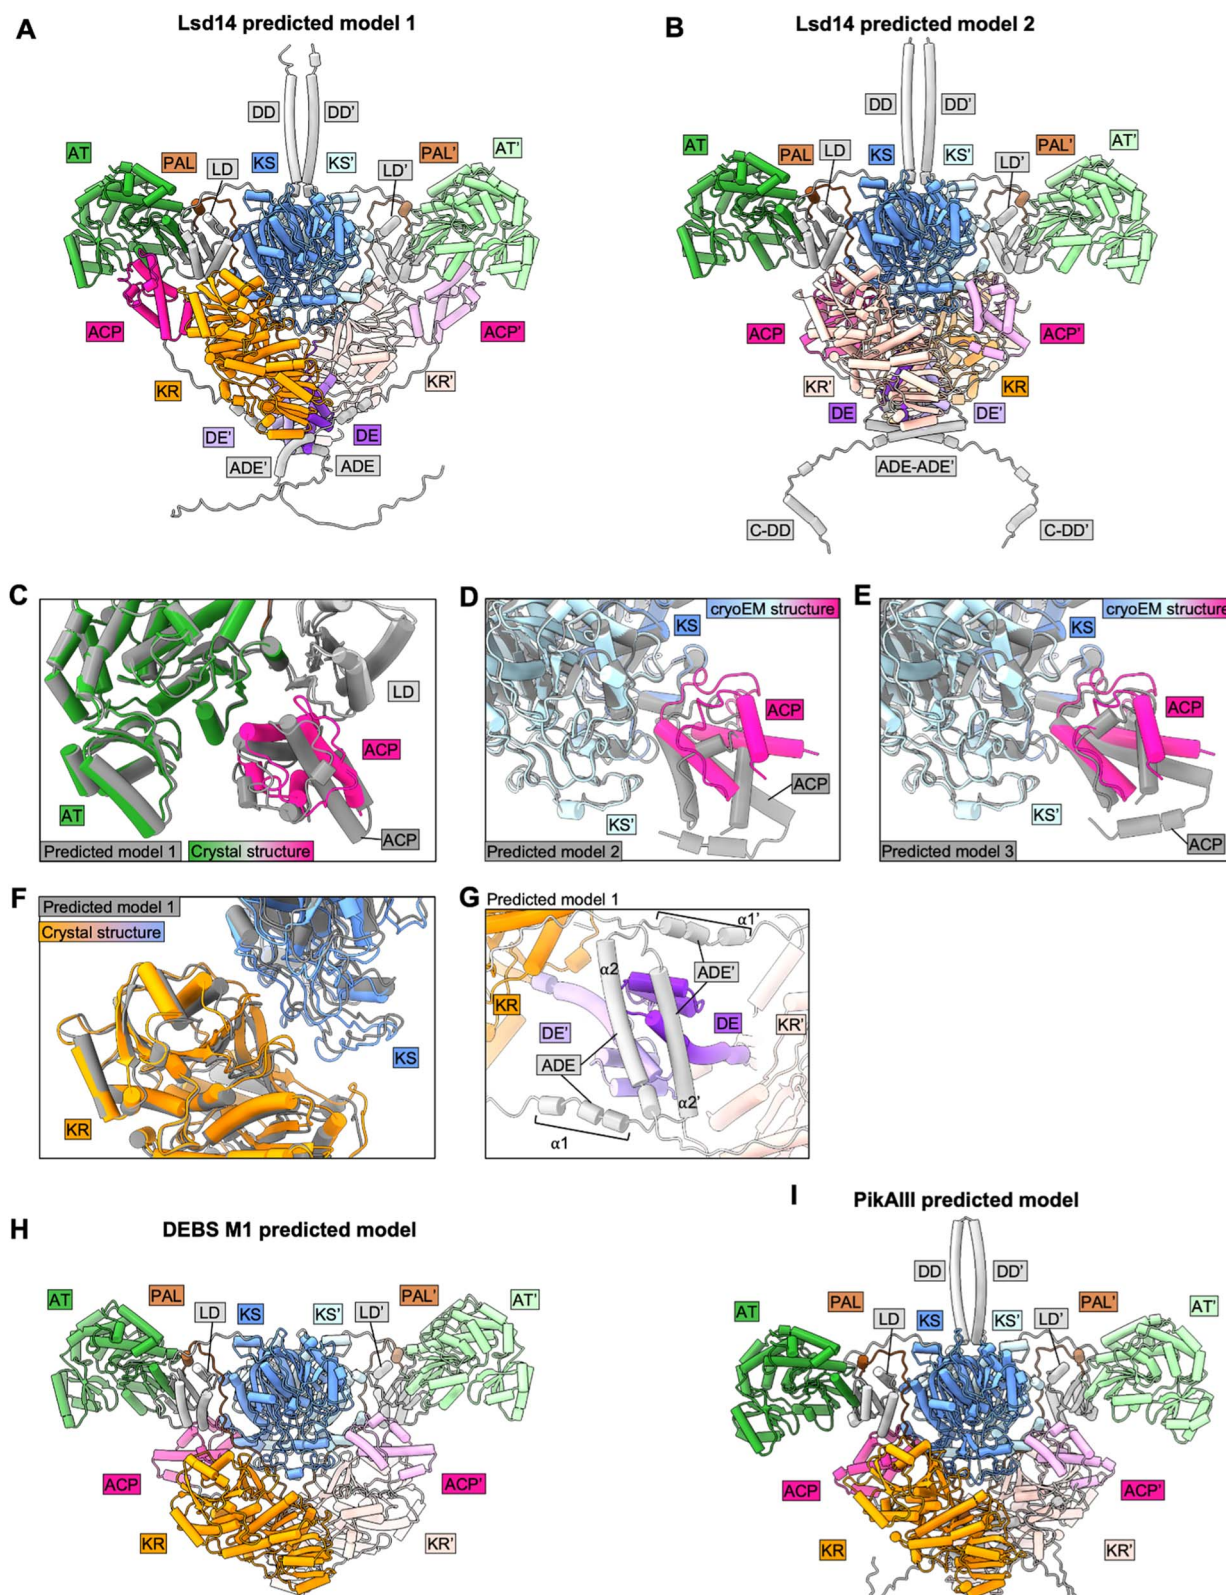 A
Lsd14 predicted model 1
DD
DD'
AT
PAL
LD
KS
KS'
LD'
PAL'
AT'
ACP
ACP'
KR
KR'
DE'
DE
ADE'
ADE
B
Lsd14 predicted model 2
DD
DD'
AT
PAL
LD
KS
KS'
LD'
PAL'
AT'
ACP
ACP'
KR'
KR
DE
DE'
ADE-ADE'
C-DD
C-DD'
C
LD
ACP
AT
ACP
Predicted model 1
Crystal structure
D
cryoEM structure
KS
ACP
ACP
KS'
Predicted model 2
E
cryoEM structure
KS
ACP
KS'
ACP
Predicted model 3
F
Predicted model 1
Crystal structure
KS
KR
G
Predicted model 1
α1'
α2
ADE'
KR
DE'
DE
KR'
ADE
α2'
α1
H
DEBS M1 predicted model
AT
PAL
LD
KS
KS'
LD'
PAL'
AT'
ACP
ACP'
KR
KR'
I
PikAIII predicted model
DD
DD'
AT
PAL
LD
KS
KS'
LD'
PAL'
AT'
ACP
ACP'
KR
KR'